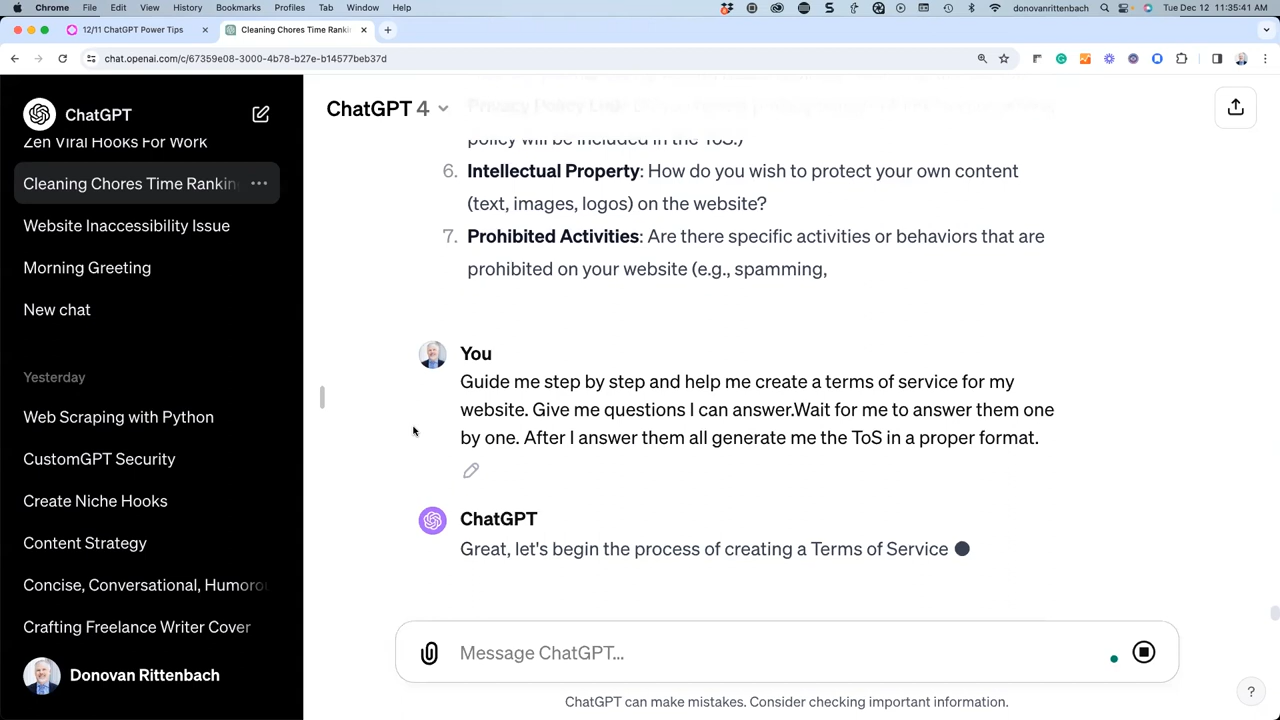 Chrome File Edit View History Bookmarks Profiles Tab Window Help donovanrittenbach Tue Dec 12 11:35:41 AM
12/11 ChatGPT Power Tips Cleaning Chores Time Ranki
chat.openai.com/c/67359e08-3000-4b78-b27e-b14577beb37d
ChatGPT
Zen Viral Hooks For Work
Cleaning Chores Time Rankin
Website Inaccessibility Issue
Morning Greeting
New chat
Yesterday
Web Scraping with Python
CustomGPT Security
Create Niche Hooks
Content Strategy
Concise, Conversational, Humoro
Crafting Freelance Writer Cover
Donovan Rittenbach
ChatGPT 4
Privacy Policy Link
policy will be included in the ToS.)
6. Intellectual Property: How do you wish to protect your own content
(text, images, logos) on the website?
7. Prohibited Activities: Are there specific activities or behaviors that are
prohibited on your website (e.g., spamming,
You
Guide me step by step and help me create a terms of service for my
website. Give me questions I can answer.Wait for me to answer them one
by one. After I answer them all generate me the ToS in a proper format.
ChatGPT
Great, let's begin the process of creating a Terms of Service
Message ChatGPT...
ChatGPT can make mistakes. Consider checking important information.
?